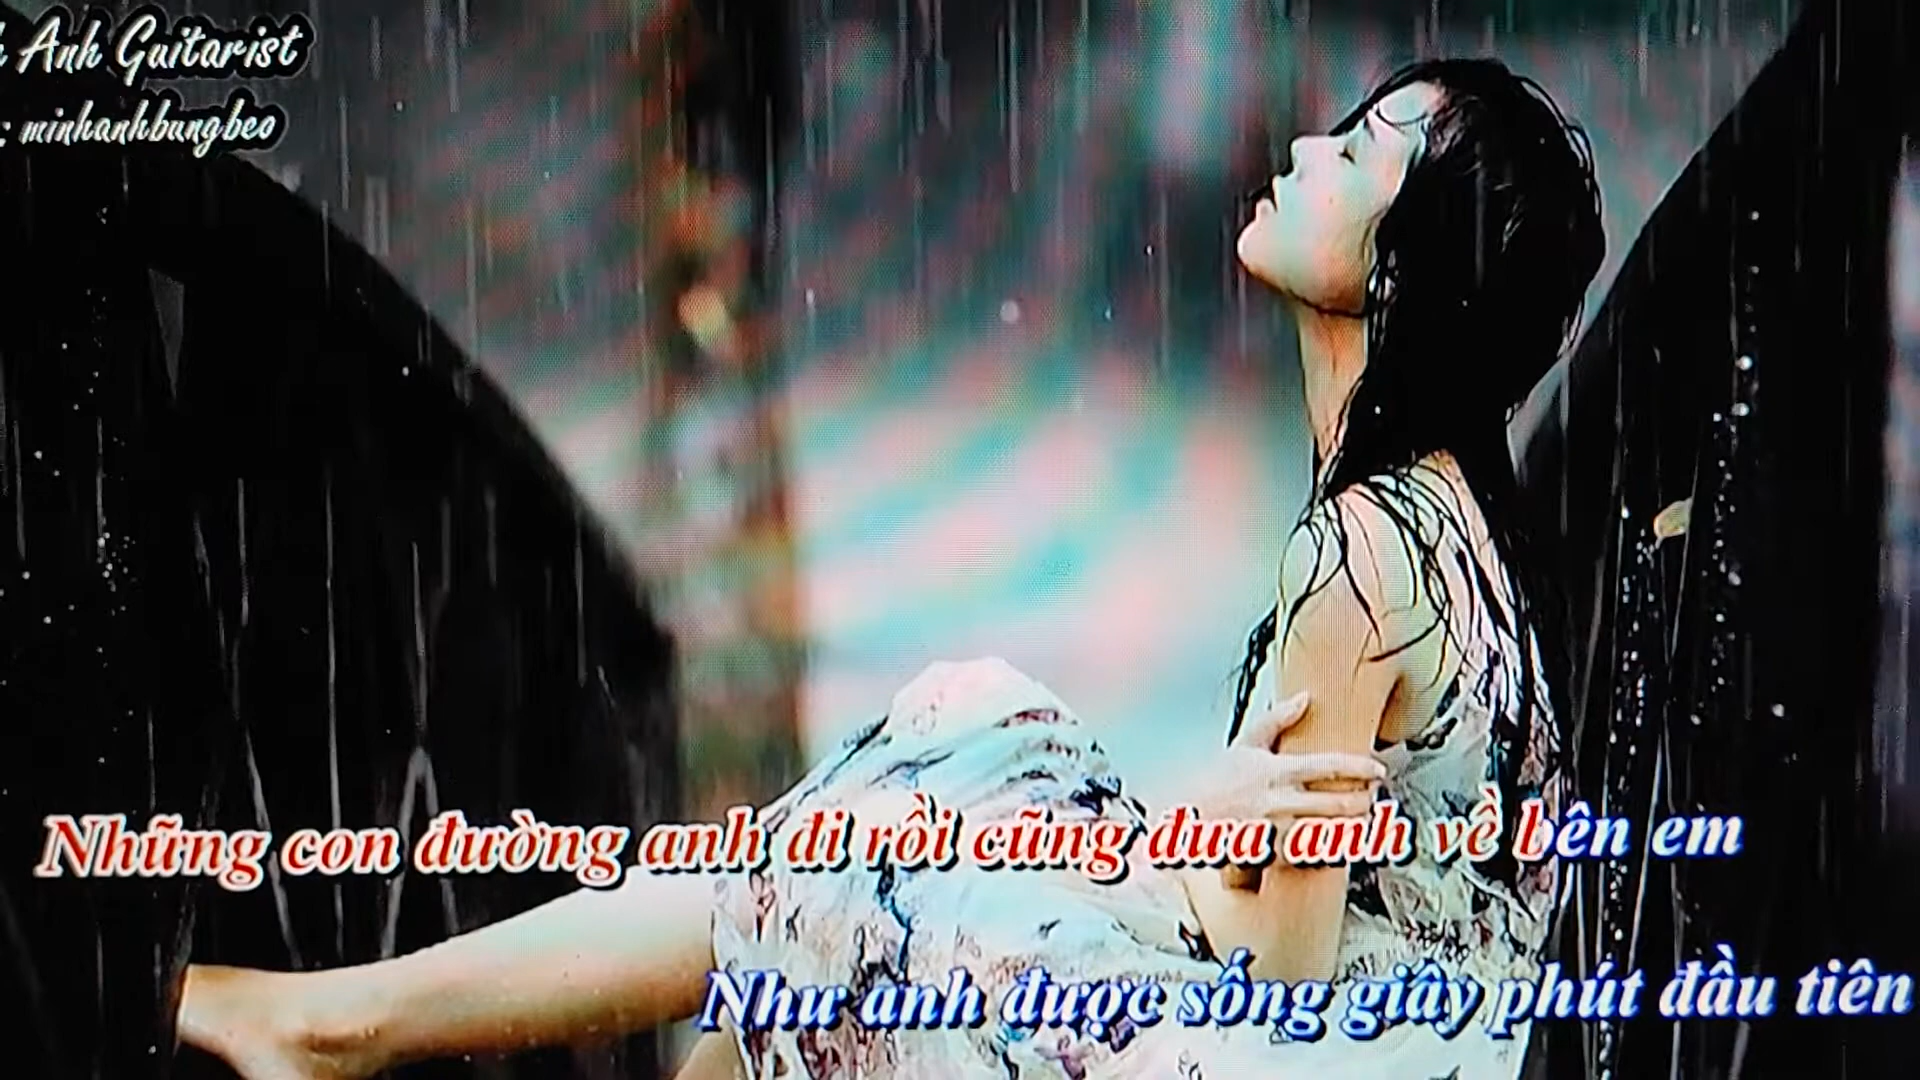 Anh Guitarist
: minhanhbungbeo
Những con đường anh đi rồi cũng đưa anh về bên em
Như anh được sống giây phút đầu tiên